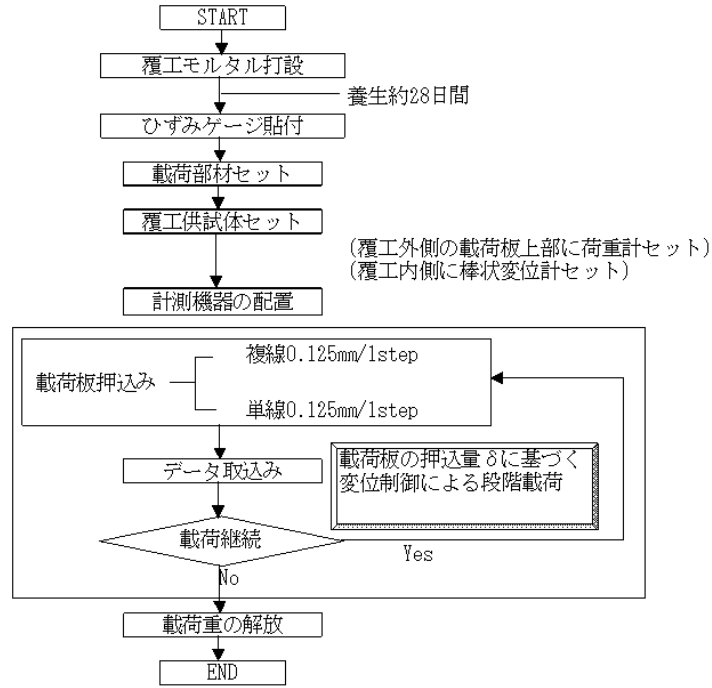 START
覆工モルタル打設
養生約28日間
ひずみゲージ貼付
載荷部材セット
覆工供試体セット
(覆工外側の載荷板上部に荷重計セット)
(覆工内側に棒状変位計セット)
計測機器の配置
複線0.125mm/1step
載荷板押込み
単線0.125mm/1step
データ取込み
載荷板の押込量δに基づく
変位制御による段階載荷
載荷継続
Yes
No
載荷重の解放
END